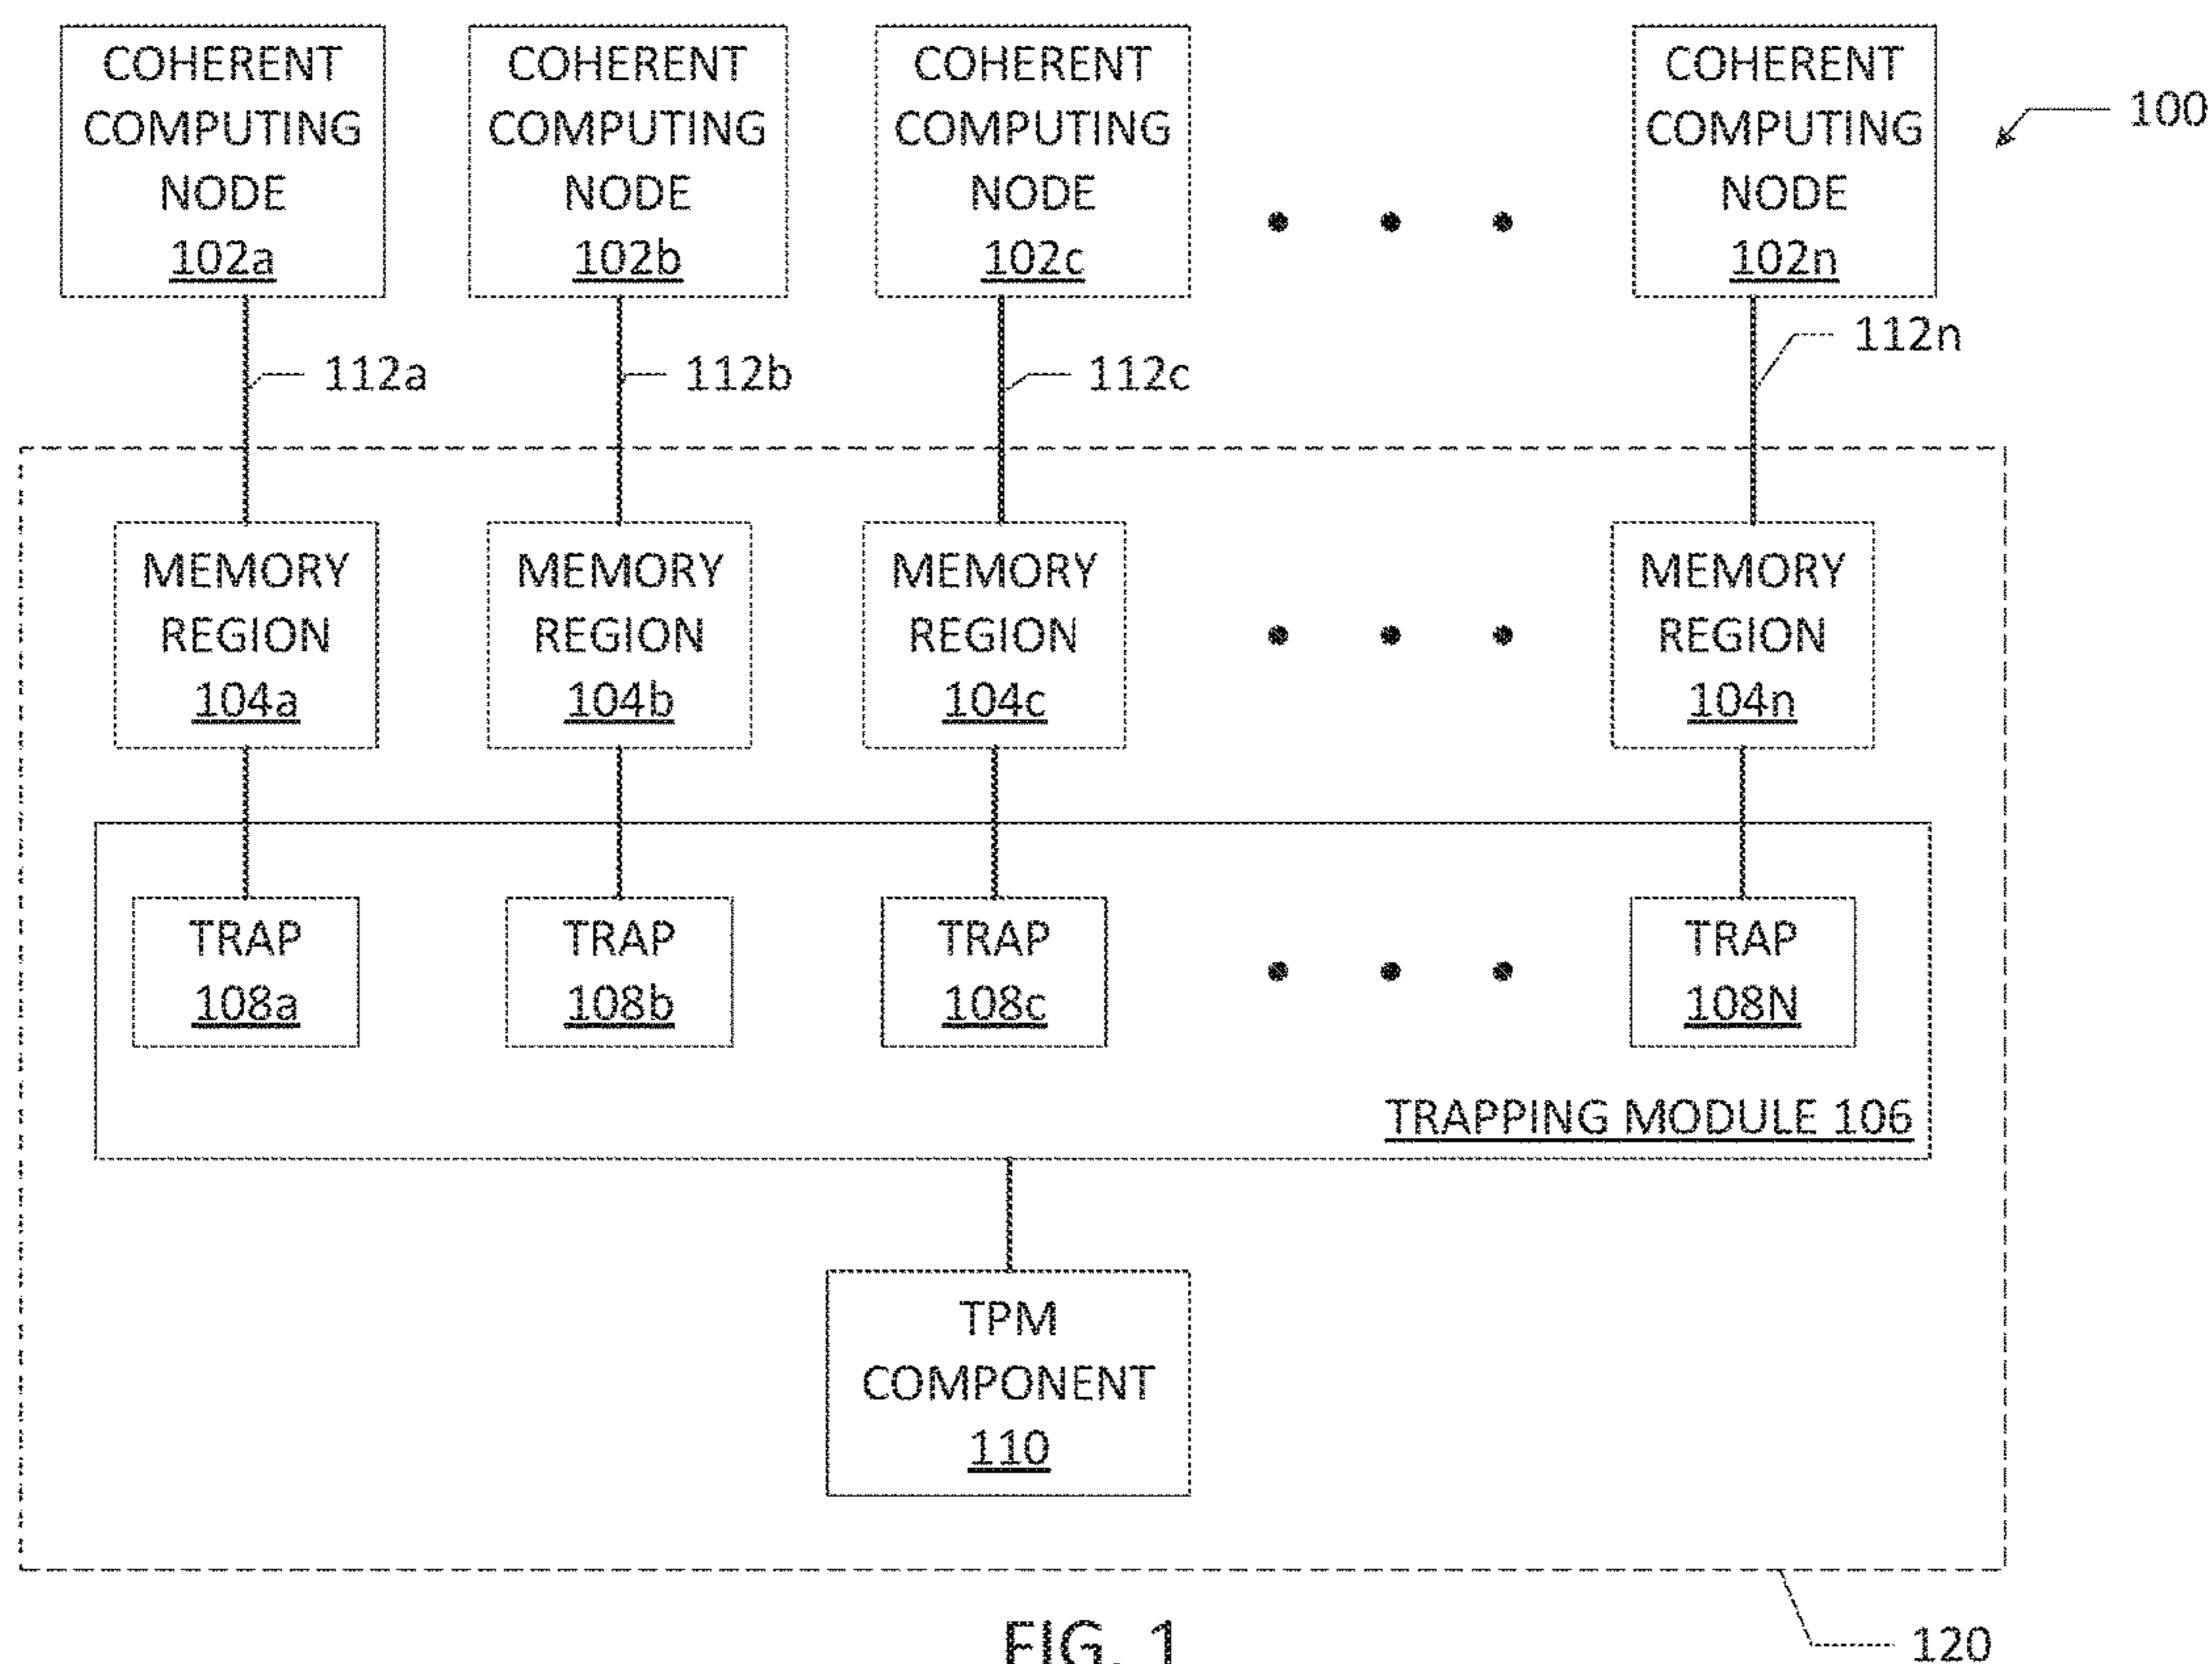 COHERENT
COMPUTING
NODE
102a
COHERENT
COMPUTING
NODE
102b
COHERENT
COMPUTING
NODE
102c
COHERENT
COMPUTING
NODE
102n
100
112a
112b
112c
112n
MEMORY
REGION
104a
MEMORY
REGION
104b
MEMORY
REGION
104c
MEMORY
REGION
104n
TRAP
108a
TRAP
108b
TRAP
108c
TRAP
108N
TRAPPING MODULE 106
TPM
COMPONENT
110
120
FIG. 1